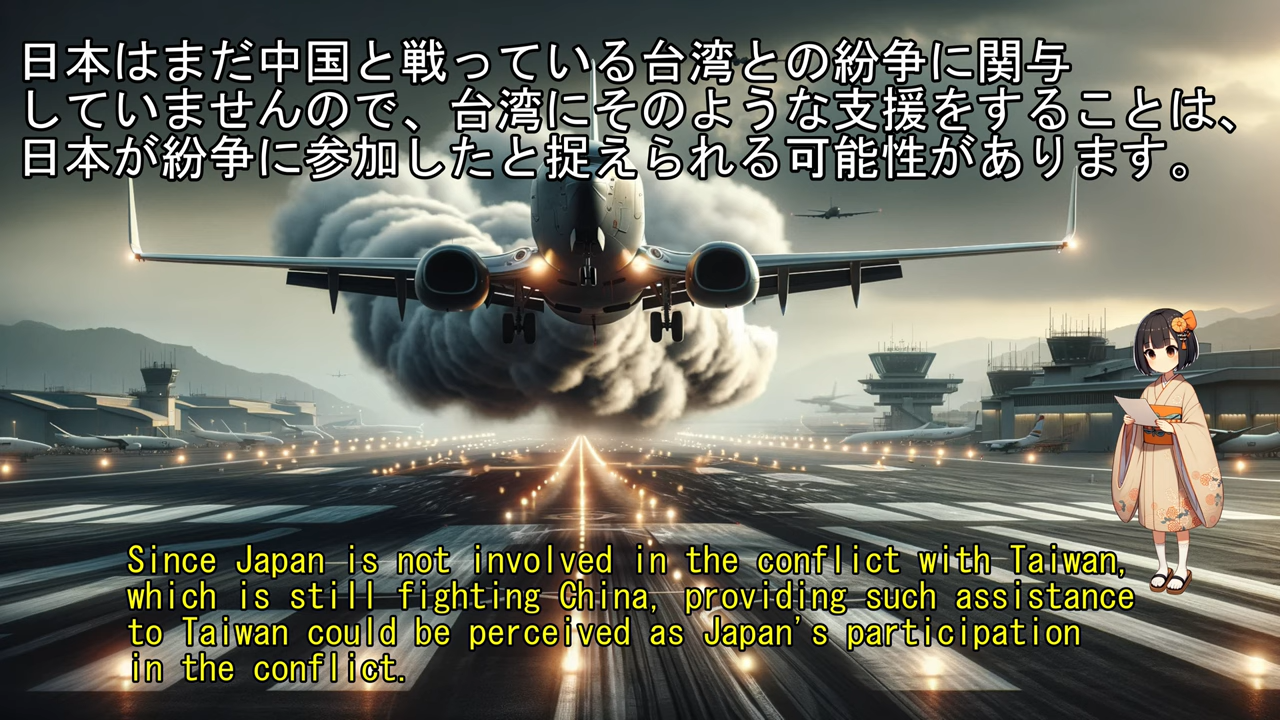 日本はまだ中国と戦っている台湾との紛争に関与
していませんので、台湾にそのような支援をすることは、
日本が紛争に参加したと捉えられる可能性があります。
Since Japan is not involved in the conflict with Taiwan,
which is still fighting China, providing such assistance
to Taiwan could be perceived as Japan's participation
in the conflict.